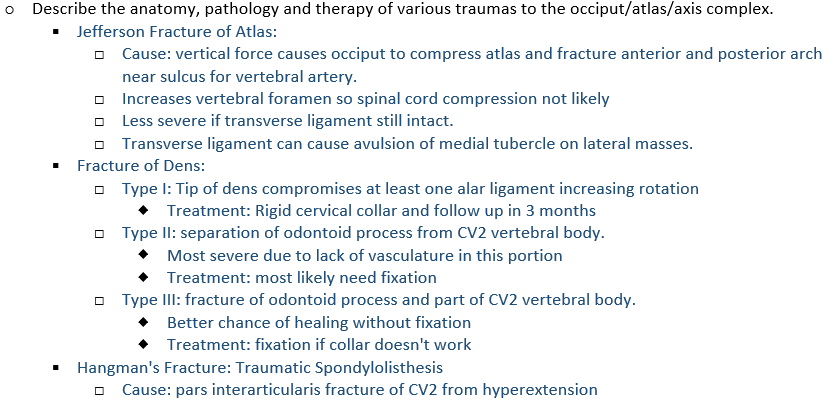 Describe the anatomy, pathology and therapy of various traumas to the occiput/atlas/axis complex.
Jefferson Fracture of Atlas:
Cause: vertical force causes occiput to compress atlas and fracture anterior and posterior arch
near sulcus for vertebral artery.
Increases vertebral foramen so spinal cord compression not likely
Less severe if transverse ligament still intact.
Transverse ligament can cause avulsion of medial tubercle on lateral masses.
Fracture of Dens:
Type I: Tip of dens compromises at least one alar ligament increasing rotation
Treatment: Rigid cervical collar and follow up in 3 months
Type II: separation of odontoid process from CV2 vertebral body.
Most severe due to lack of vasculature in this portion
Treatment: most likely need fixation
Type III: fracture of odontoid process and part of CV2 vertebral body.
Better chance of healing without fixation
Treatment: fixation if collar doesn't work
Hangman's Fracture: Traumatic Spondylolisthesis
Cause: pars interarticularis fracture of CV2 from hyperextension